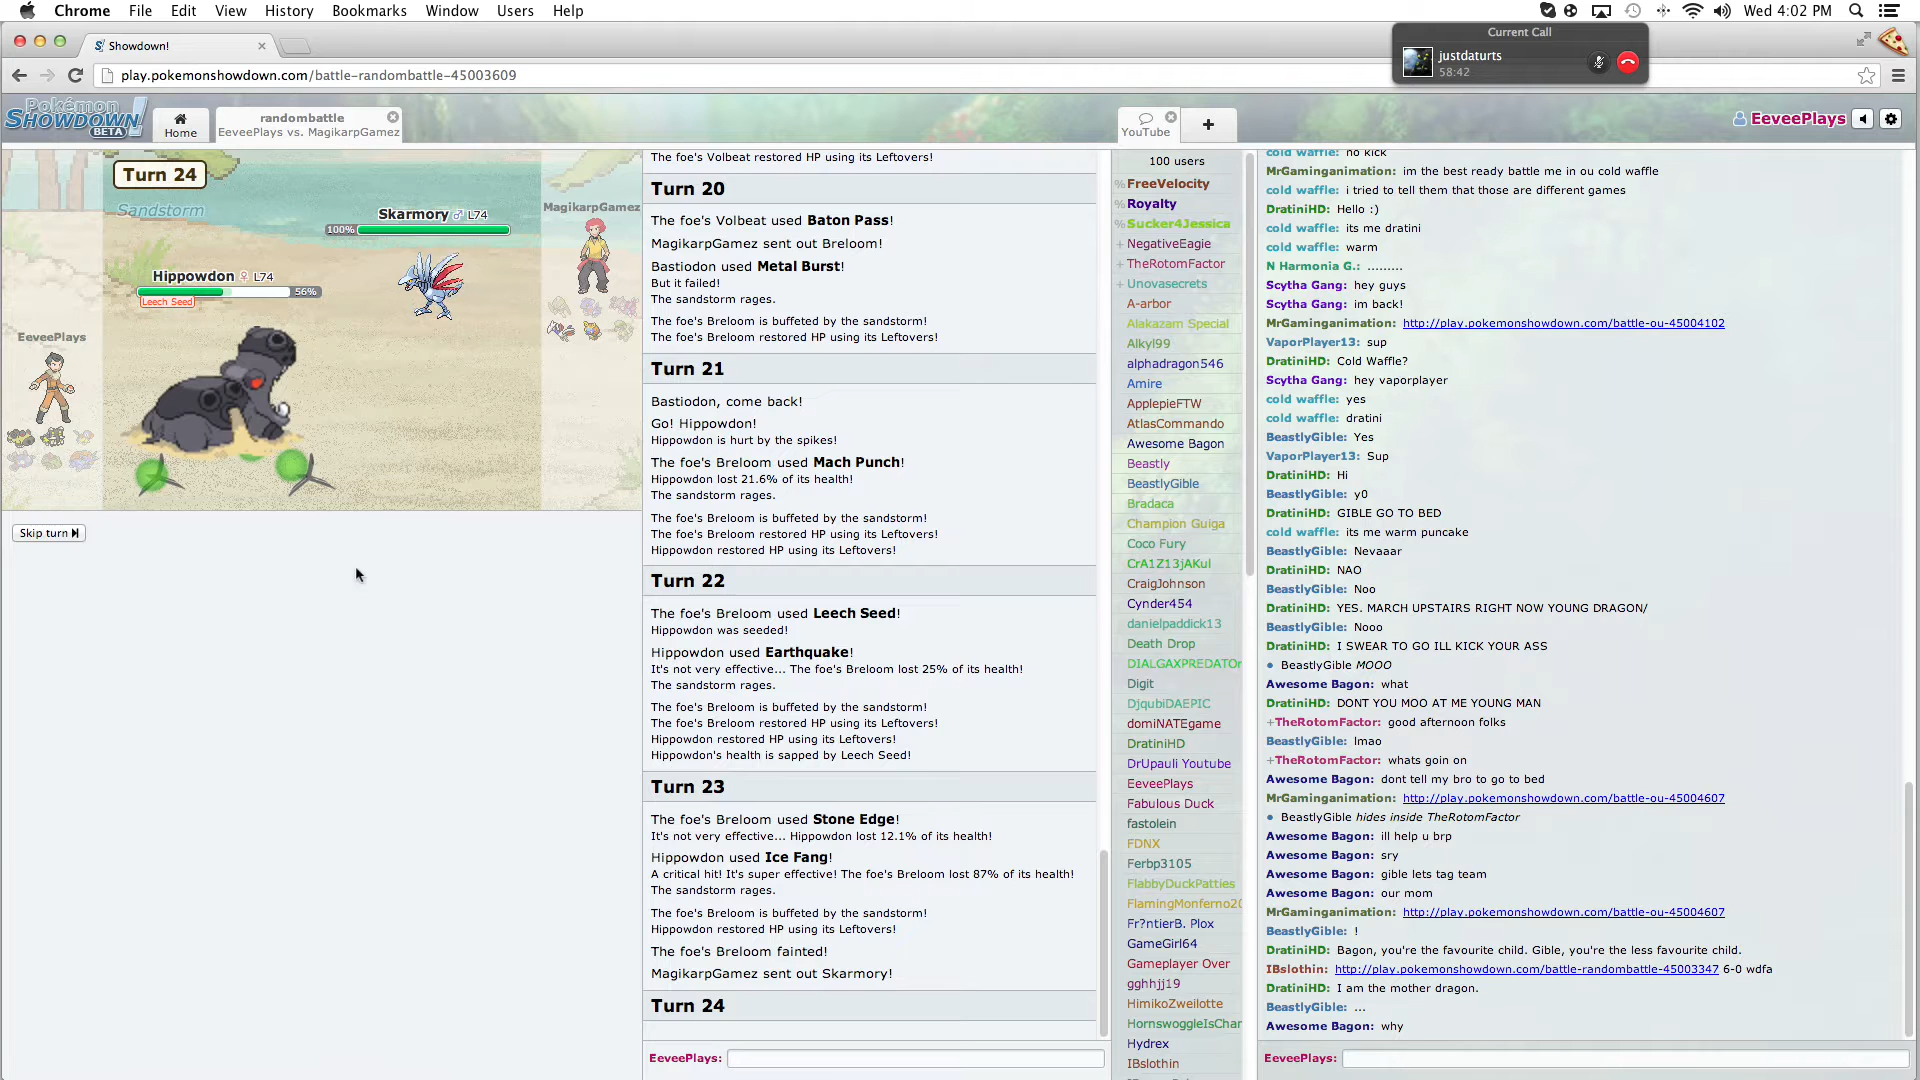 Chrome File Edit View History Bookmarks Window Users Help
Wed 4:02 PM
Showdown!
Current Call
justdaturts
58:42
play.pokemonshowdown.com/battle-randombattle-45003609
Pokémon
SHOWDOWN!
BETA
Home
randombattle
EeveePlays vs. MagikarpGamez
YouTube
EeveePlays
Turn 24
Sandstorm
Skarmory ♂ L74
100%
MagikarpGamez
Hippowdon ♀ L74
56%
Leech Seed
EeveePlays
Skip turn
The foe's Volbeat restored HP using its Leftovers!
Turn 20
The foe's Volbeat used Baton Pass!
MagikarpGamez sent out Breloom!
Bastiodon used Metal Burst!
But it failed!
The sandstorm rages.
The foe's Breloom is buffeted by the sandstorm!
The foe's Breloom restored HP using its Leftovers!
Turn 21
Bastiodon, come back!
Go! Hippowdon!
Hippowdon is hurt by the spikes!
The foe's Breloom used Mach Punch!
Hippowdon lost 21.6% of its health!
The sandstorm rages.
The foe's Breloom is buffeted by the sandstorm!
The foe's Breloom restored HP using its Leftovers!
Hippowdon restored HP using its Leftovers!
Turn 22
The foe's Breloom used Leech Seed!
Hippowdon was seeded!
Hippowdon used Earthquake!
It's not very effective... The foe's Breloom lost 25% of its health!
The sandstorm rages.
The foe's Breloom is buffeted by the sandstorm!
The foe's Breloom restored HP using its Leftovers!
Hippowdon restored HP using its Leftovers!
Hippowdon's health is sapped by Leech Seed!
Turn 23
The foe's Breloom used Stone Edge!
It's not very effective... Hippowdon lost 12.1% of its health!
Hippowdon used Ice Fang!
A critical hit! It's super effective! The foe's Breloom lost 87% of its health!
The sandstorm rages.
The foe's Breloom is buffeted by the sandstorm!
The foe's Breloom restored HP using its Leftovers!
The foe's Breloom fainted!
MagikarpGamez sent out Skarmory!
Turn 24
EeveePlays:
100 users
%FreeVelocity
%Royalty
%Sucker4Jessica
+NegativeEagie
+TheRotomFactor
+Unovasecrets
A-arbor
Alakazam Special
Alkyl99
alphadragon546
Amire
ApplepieFTW
AtlasCommando
Awesome Bagon
Beastly
BeastlyGible
Bradaca
Champion Guiga
Coco Fury
CrA1Z13jAKul
CraigJohnson
Cynder454
danielpaddick13
Death Drop
DIALGAXPREDATOr
Digit
DjqubiDAEPIC
domiNATEgame
DratiniHD
DrUpauli Youtube
EeveePlays
Fabulous Duck
fastolein
FDNX
Ferbp3105
FlabbyDuckPatties
FlamingMonferno20
Fr?ntierB. Plox
GameGirl64
Gameplayer Over
gghhjj19
HimikoZweilotte
HornswoggleIsChar
Hydrex
IBslothin
cold waffle: no kick
MrGaminganimation: im the best ready battle me in ou cold waffle
cold waffle: i tried to tell them that those are different games
DratiniHD: Hello :)
cold waffle: its me dratini
cold waffle: warm
N Harmonia G.: .........
Scytha Gang: hey guys
Scytha Gang: im back!
MrGaminganimation: http://play.pokemonshowdown.com/battle-ou-45004102
VaporPlayer13: sup
DratiniHD: Cold Waffle?
Scytha Gang: hey vaporplayer
cold waffle: yes
cold waffle: dratini
BeastlyGible: Yes
VaporPlayer13: Sup
DratiniHD: Hi
BeastlyGible: y0
DratiniHD: GIBLE GO TO BED
cold waffle: its me warm puncake
BeastlyGible: Nevaaar
DratiniHD: NAO
BeastlyGible: Noo
DratiniHD: YES. MARCH UPSTAIRS RIGHT NOW YOUNG DRAGON/
BeastlyGible: Nooo
DratiniHD: I SWEAR TO GO ILL KICK YOUR ASS
• BeastlyGible MOOO
Awesome Bagon: what
DratiniHD: DONT YOU MOO AT ME YOUNG MAN
+TheRotomFactor: good afternoon folks
BeastlyGible: lmao
+TheRotomFactor: whats goin on
Awesome Bagon: dont tell my bro to go to bed
MrGaminganimation: http://play.pokemonshowdown.com/battle-ou-45004607
• BeastlyGible hides inside TheRotomFactor
Awesome Bagon: ill help u brp
Awesome Bagon: sry
Awesome Bagon: gible lets tag team
Awesome Bagon: our mom
MrGaminganimation: http://play.pokemonshowdown.com/battle-ou-45004607
BeastlyGible: !
DratiniHD: Bagon, you're the favourite child. Gible, you're the less favourite child.
IBslothin: http://play.pokemonshowdown.com/battle-randombattle-45003347 6-0 wdfa
DratiniHD: I am the mother dragon.
BeastlyGible: ...
Awesome Bagon: why
EeveePlays: